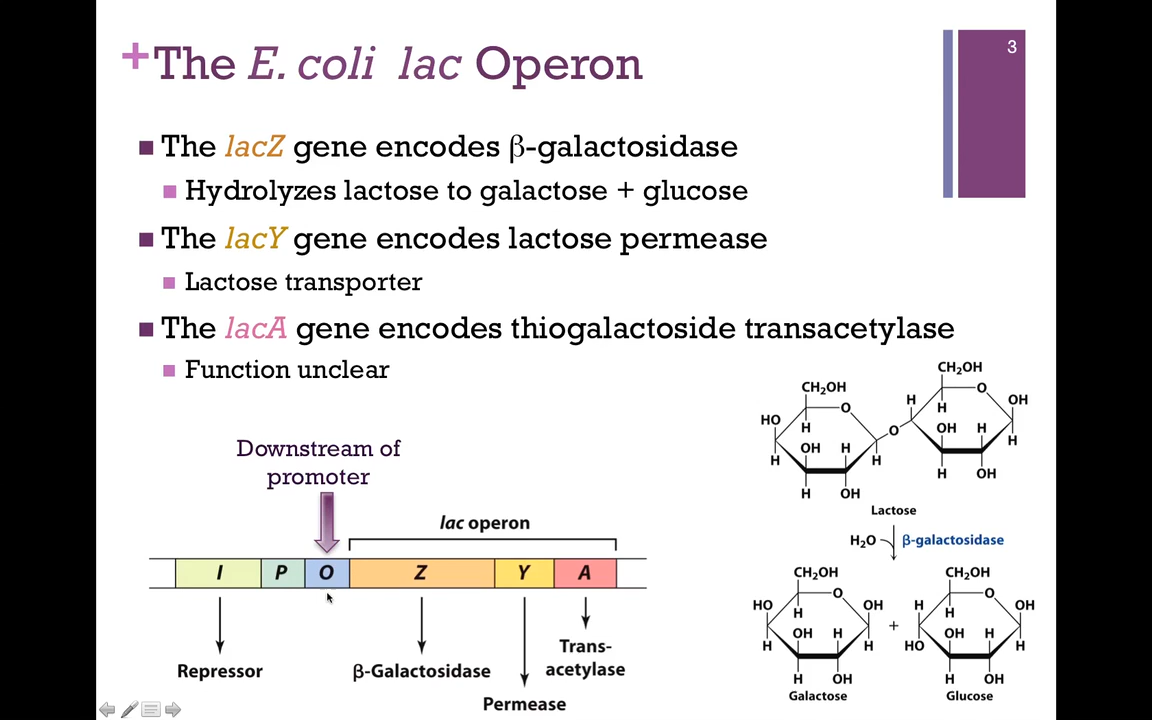 3
+The E. coli lac Operon
The lacZ gene encodes β-galactosidase
Hydrolyzes lactose to galactose + glucose
The lacY gene encodes lactose permease
Lactose transporter
The lacA gene encodes thiogalactoside transacetylase
Function unclear
Downstream of
promoter
lac operon
I P O Z Y A
Repressor
β-Galactosidase
Permease
Trans-
acetylase
CH₂OH
CH₂OH
O
O
HO
H
H
H
OH
O
OH
H
OH
H
H
OH
H
H
H
H
OH
H
OH
Lactose
H₂O
β-galactosidase
CH₂OH
O
HO
OH
H
OH
H
H
H
H
OH
Galactose
+
CH₂OH
O
H
OH
H
OH
H
HO
H
H
OH
Glucose